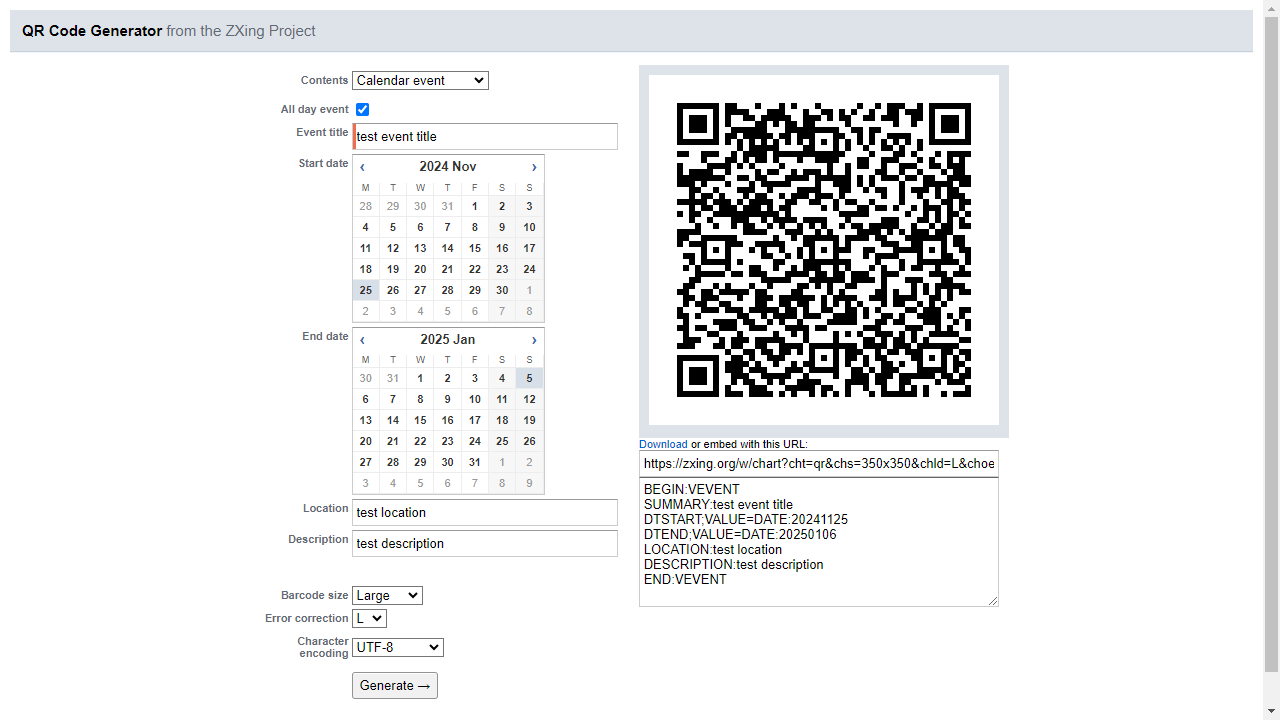 QR Code Generator from the ZXing Project
Contents Calendar event
All day event
Event title test event title
Start date ‹ 2024 Nov ›
M T W T F S S
28 29 30 31 1 2 3
4 5 6 7 8 9 10
11 12 13 14 15 16 17
18 19 20 21 22 23 24
25 26 27 28 29 30 1
2 3 4 5 6 7 8
End date ‹ 2025 Jan ›
M T W T F S S
30 31 1 2 3 4 5
6 7 8 9 10 11 12
13 14 15 16 17 18 19
20 21 22 23 24 25 26
27 28 29 30 31 1 2
3 4 5 6 7 8 9
Location test location
Description test description
Barcode size Large
Error correction L
Character
encoding UTF-8
Generate →
Download or embed with this URL:
https://zxing.org/w/chart?cht=qr&chs=350x350&chld=L&choe
BEGIN:VEVENT
SUMMARY:test event title
DTSTART;VALUE=DATE:20241125
DTEND;VALUE=DATE:20250106
LOCATION:test location
DESCRIPTION:test description
END:VEVENT